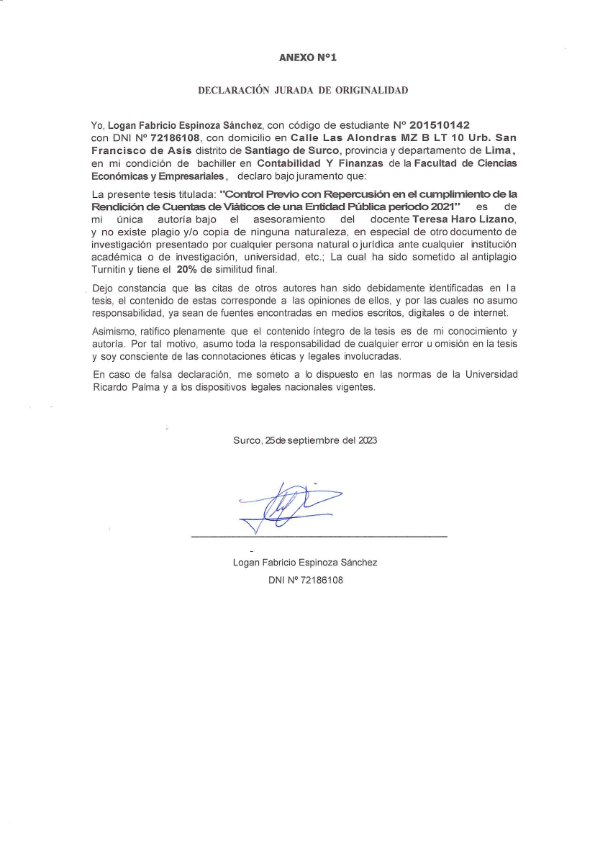 ANEXO Nº1
DECLARACIÓN JURADA DE ORIGINALIDAD
Yo, Logan Fabricio Espinoza Sánchez, con código de estudiante Nº 201510142
con DNI Nº 72186108, con domicilio en Calle Las Alondras MZ B LT 10 Urb. San
Francisco de Asis distrito de Santiago de Surco, provincia y departamento de Lima,
en mi condición de bachiller en Contabilidad Y Finanzas de la Facultad de Ciencias
Económicas y Empresariales, declaro bajo juramento que:
La presente tesis titulada: "Control Previo con Repercusión en el cumplimiento de la
Rendición de Cuentas de Viáticos de una Entidad Pública periodo 2021" es de
mi única autoría bajo el asesoramiento del docente Teresa Haro Lizano,
y no existe plagio y/o copia de ninguna naturaleza, en especial de otro documento de
investigación presentado por cualquier persona natural o jurídica ante cualquier institución
académica o de investigación, universidad, etc.; La cual ha sido sometido al antiplagio
Turnitin y tiene el 20% de similitud final.
Dejo constancia que las citas de otros autores han sido debidamente identificadas en la
tesis, el contenido de estas corresponde a las opiniones de ellos, y por las cuales no asumo
responsabilidad, ya sean de fuentes encontradas en medios escritos, digitales o de internet.
Asimismo, ratifico plenamente que el contenido íntegro de la tesis es de mi conocimiento y
autoría. Por tal motivo, asumo toda la responsabilidad de cualquier error u omisión en la tesis
y soy consciente de las connotaciones éticas y legales involucradas.
En caso de falsa declaración, me someto a lo dispuesto en las normas de la Universidad
Ricardo Palma y a los dispositivos legales nacionales vigentes.
Surco, 25de septiembre del 2023
Logan Fabricio Espinoza Sánchez
DNI Nº 72186108